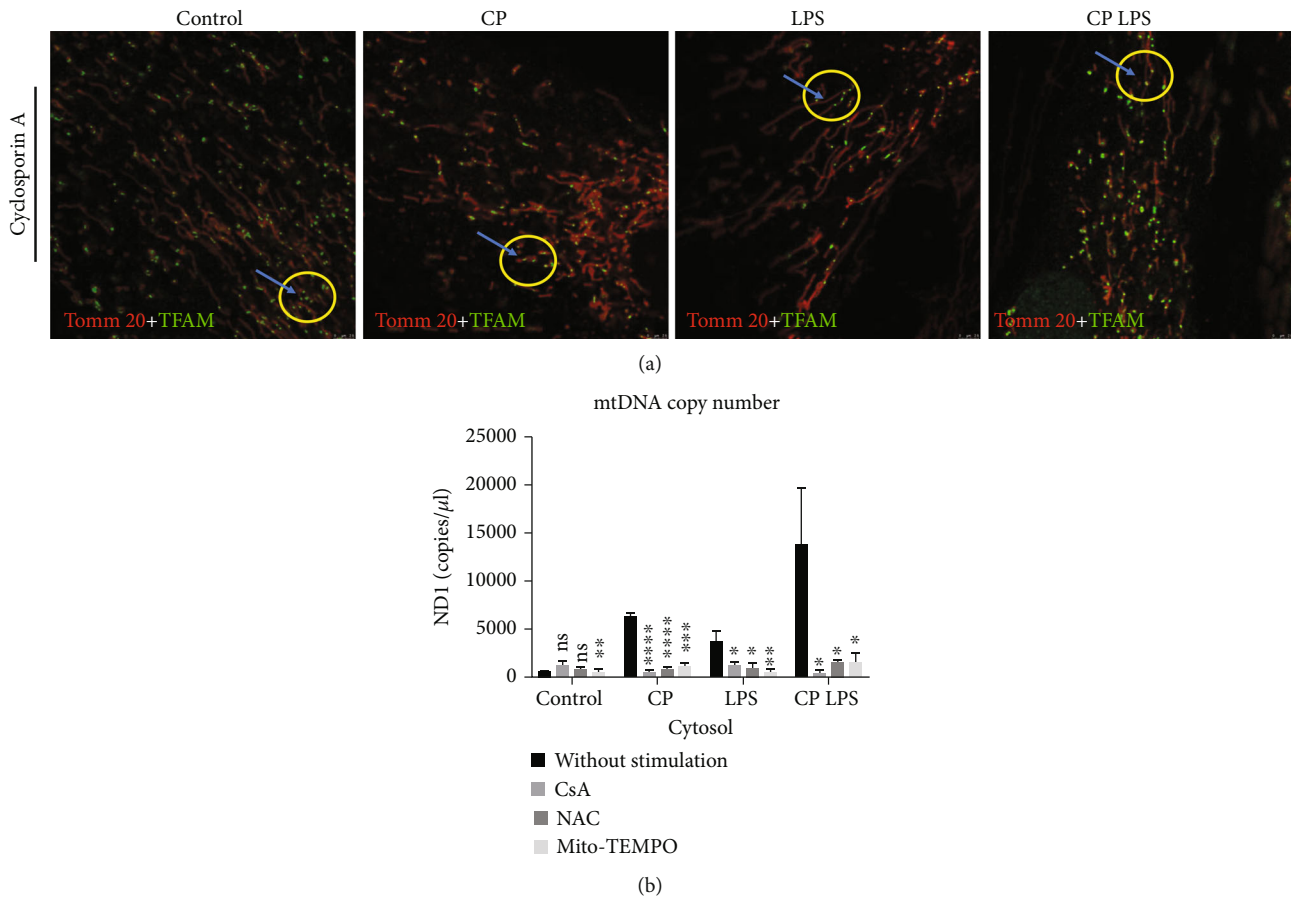 Control CP LPS CP LPS
Cyclosporin A
Tomm 20+TFAM Tomm 20+TFAM Tomm 20+TFAM Tomm 20+TFAM
(a)
mtDNA copy number
ND1 (copies/μl)
25000
20000
15000
10000
5000
0
ns ns ** **** **** *** * * ** * * *
Control CP LPS CP LPS
Cytosol
Without stimulation
CsA
NAC
Mito-TEMPO
(b)